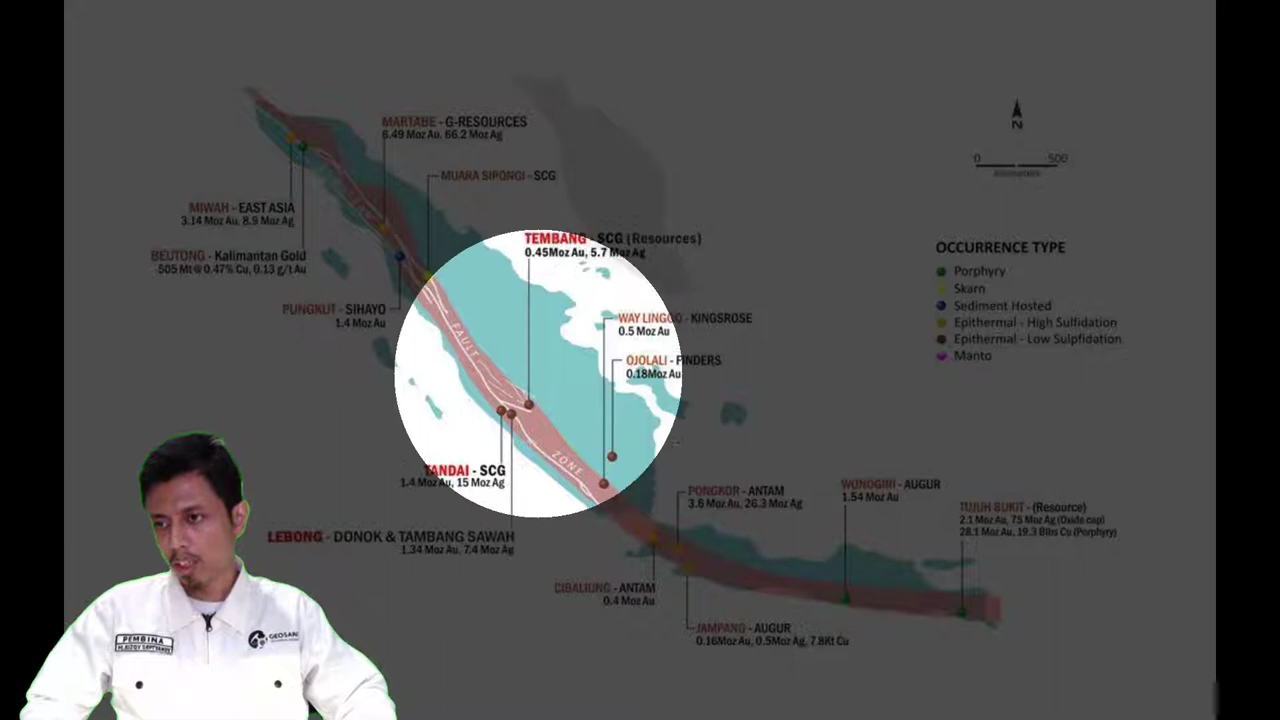 MARTABE - G-RESOURCES
6.49 Moz Au, 66.2 Moz Ag
MUARA SIPONGI - SCG
MIWAH - EAST ASIA
3.14 Moz Au, 8.9 Moz Ag
BEUTONG - Kalimantan Gold
505 Mt @ 0.47% Cu, 0.13 g/t Au
PUNGKUT - SIHAYO
1.4 Moz Au
TEMBANG - SCG (Resources)
0.45Moz Au, 5.7 Moz Ag
WAY LINGGO - KINGSROSE
0.5 Moz Au
OJOLALI - FINDERS
0.18Moz Au
FAULT
ZONE
TANDAI - SCG
1.4 Moz Au, 15 Moz Ag
LEBONG - DONOK & TAMBANG SAWAH
1.34 Moz Au, 7.4 Moz Ag
PONGKOR - ANTAM
3.6 Moz Au, 26.3 Moz Ag
WONOGIRI - AUGUR
1.54 Moz Au
TUJUH BUKIT - (Resource)
2.1 Moz Au, 75 Moz Ag (Oxide cap)
28.1 Moz Au, 19.3 Blbs Cu (Porphyry)
CIBALIUNG - ANTAM
0.4 Moz Au
JAMPANG - AUGUR
0.16Moz Au, 0.5Moz Ag, 7.8Kt Cu
N
0 500
kilometers
OCCURRENCE TYPE
Porphyry
Skarn
Sediment Hosted
Epithermal - High Sulfidation
Epithermal - Low Sulpfidation
Manto
PEMBINA
GEOSAN